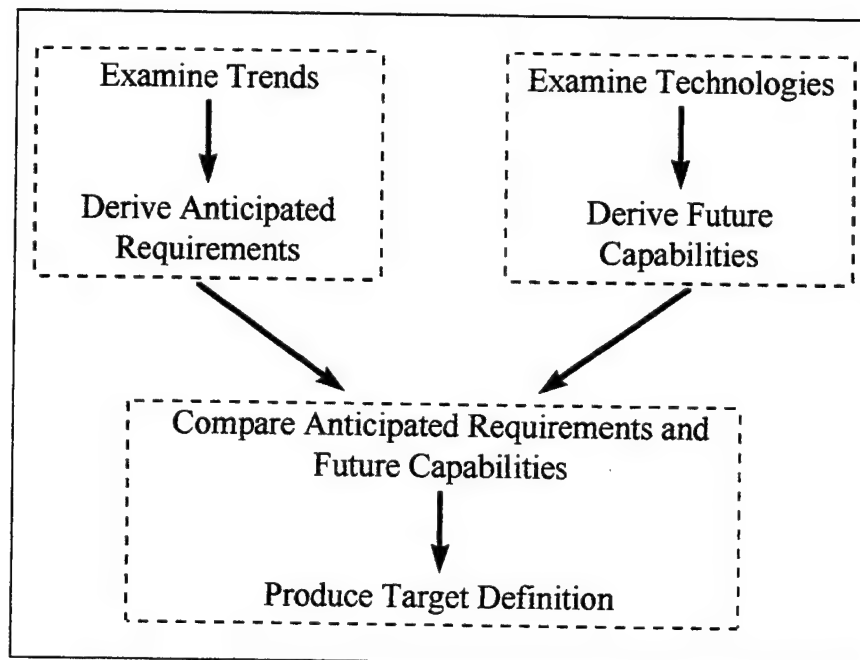 Examine Trends
Derive Anticipated
Requirements
Examine Technologies
Derive Future
Capabilities
Compare Anticipated Requirements and
Future Capabilities
Produce Target Definition